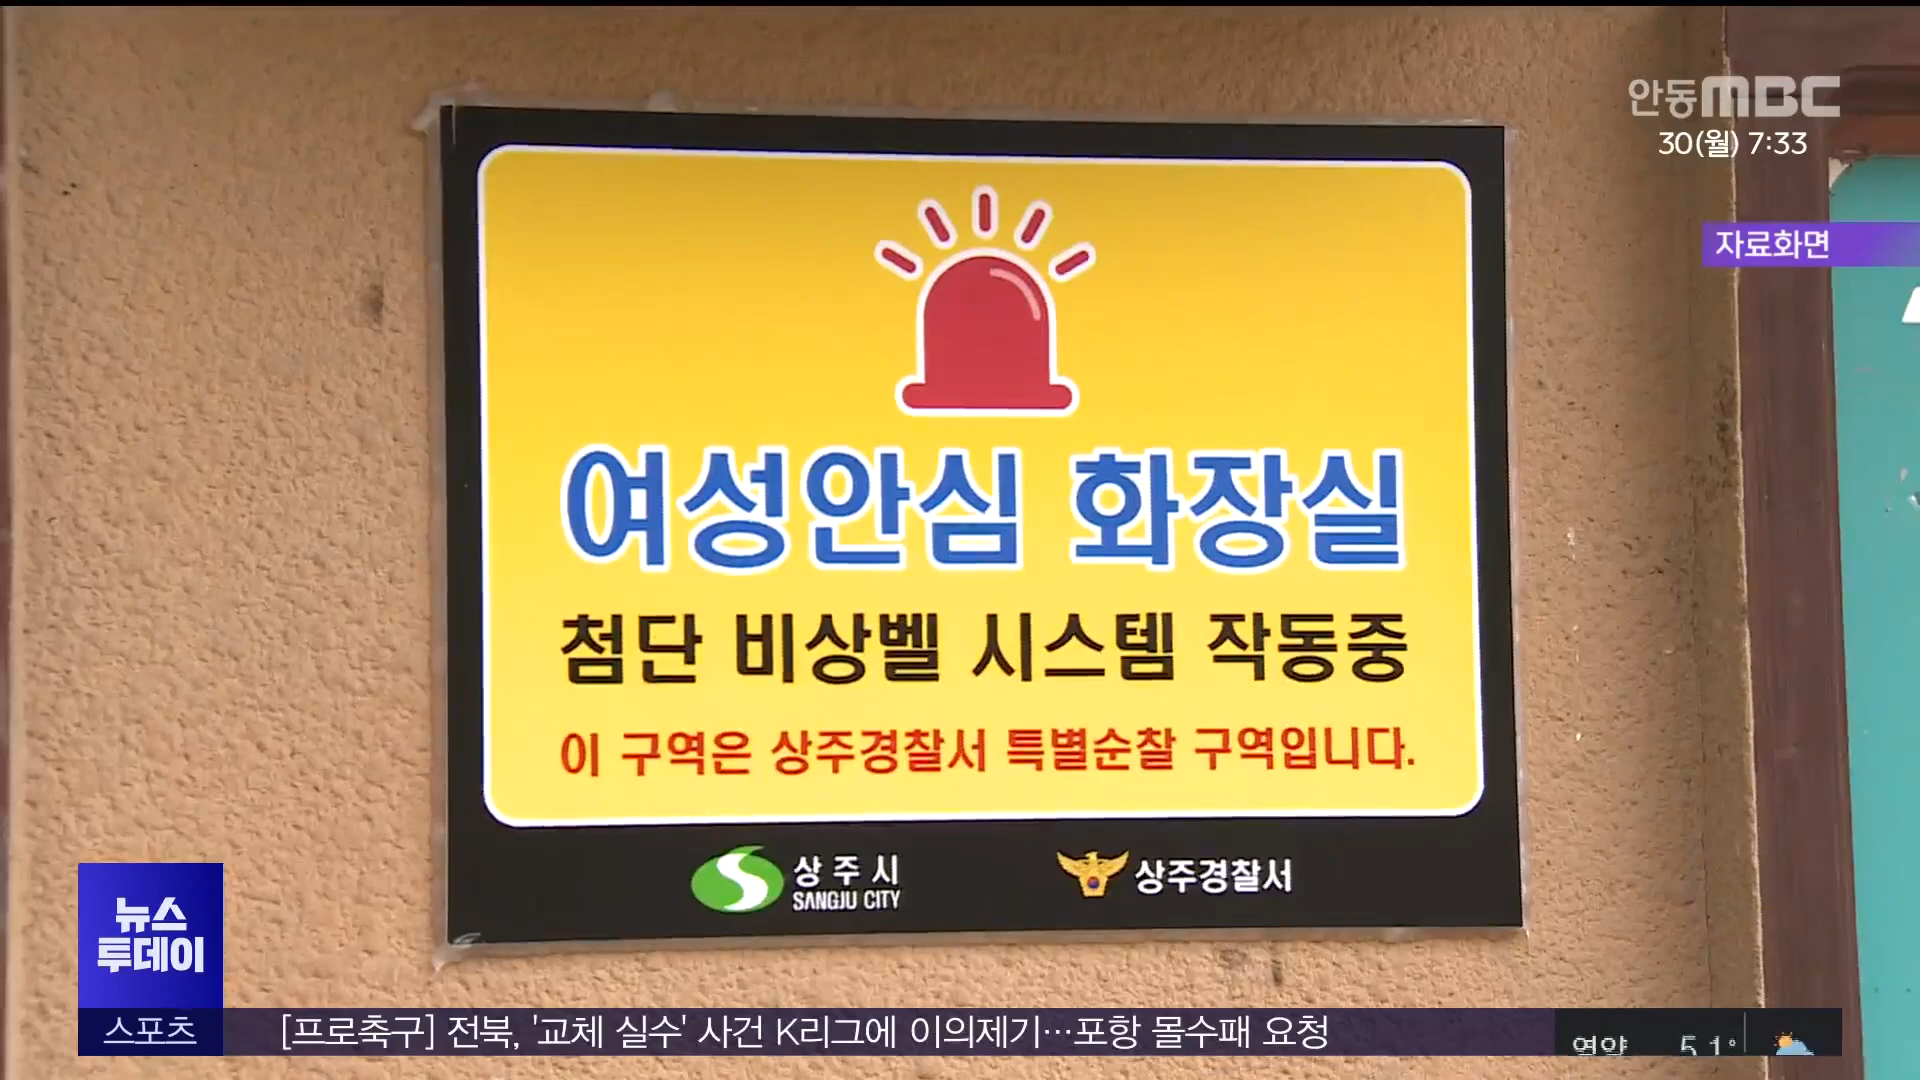 안동MBC
30(월) 7:33
자료화면
여성안심 화장실
첨단 비상벨 시스템 작동중
이 구역은 상주경찰서 특별순찰 구역입니다.
상주시
SANGJU CITY
상주경찰서
뉴스
투데이
스포츠
[프로축구] 전북, '교체 실수' 사건 K리그에 이의제기…포항 몰수패 요청
영양 5.1°